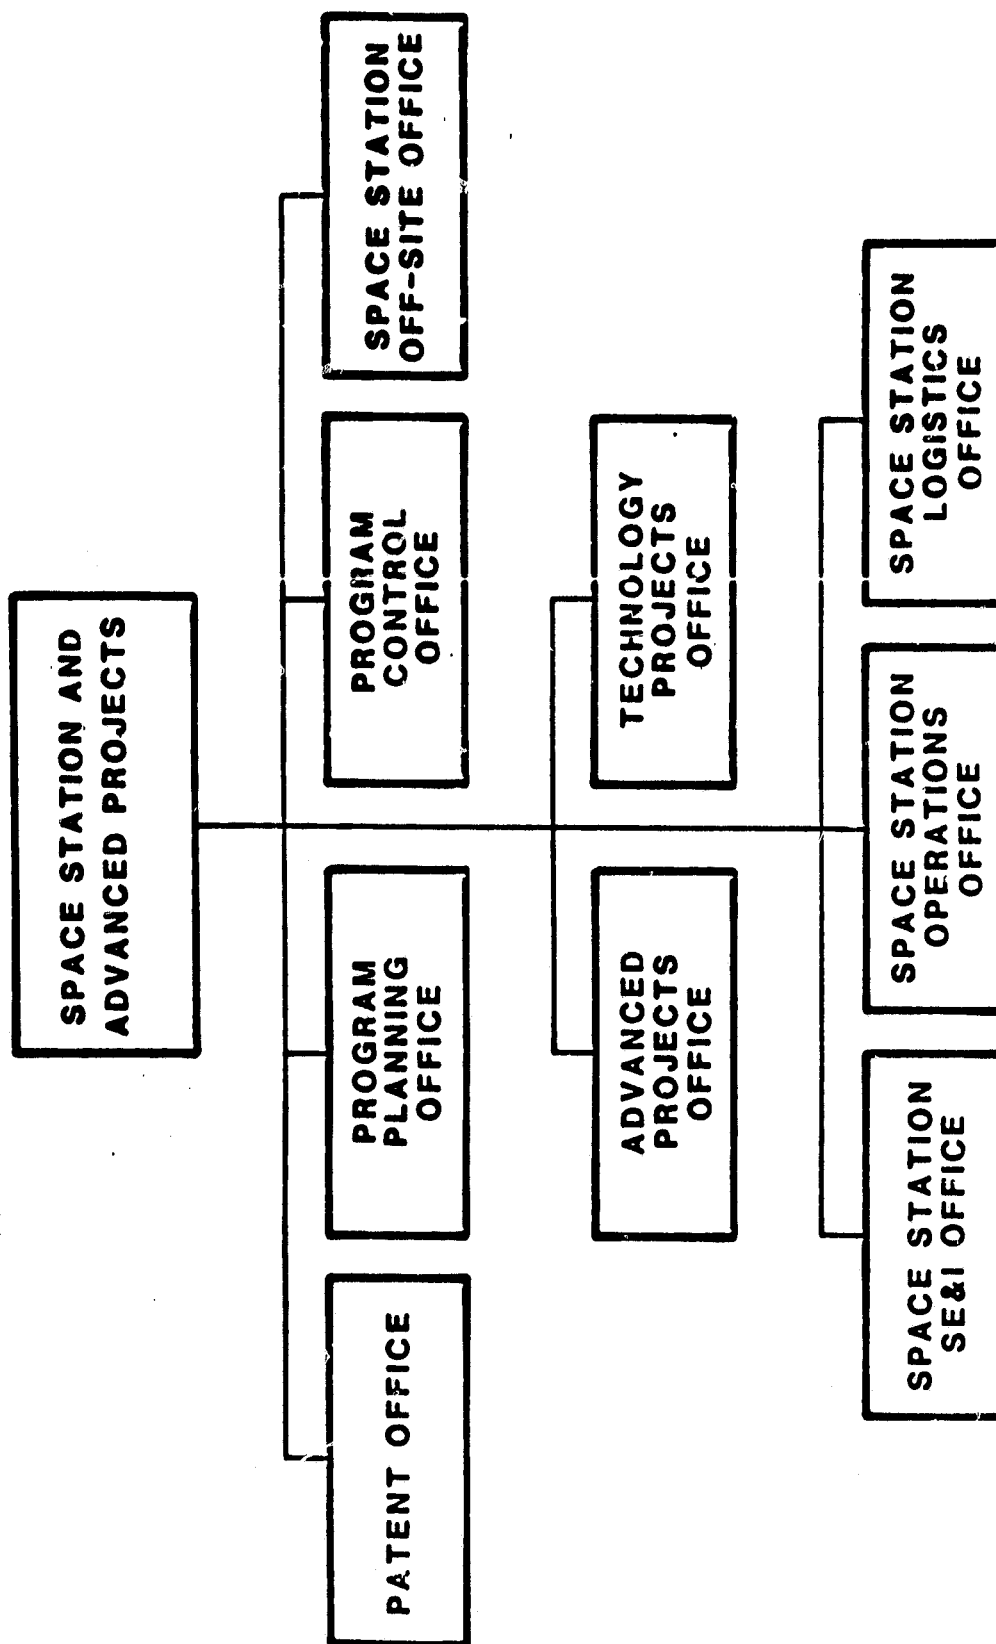 SPACE STATION AND
ADVANCED PROJECTS
PATENT OFFICE
PROGRAM
PLANNING
OFFICE
PROGRAM
CONTROL
OFFICE
SPACE STATION
OFF-SITE OFFICE
ADVANCED
PROJECTS
OFFICE
TECHNOLOGY
PROJECTS
OFFICE
SPACE STATION
SE&I OFFICE
SPACE STATION
OPERATIONS
OFFICE
SPACE STATION
LOGISTICS
OFFICE